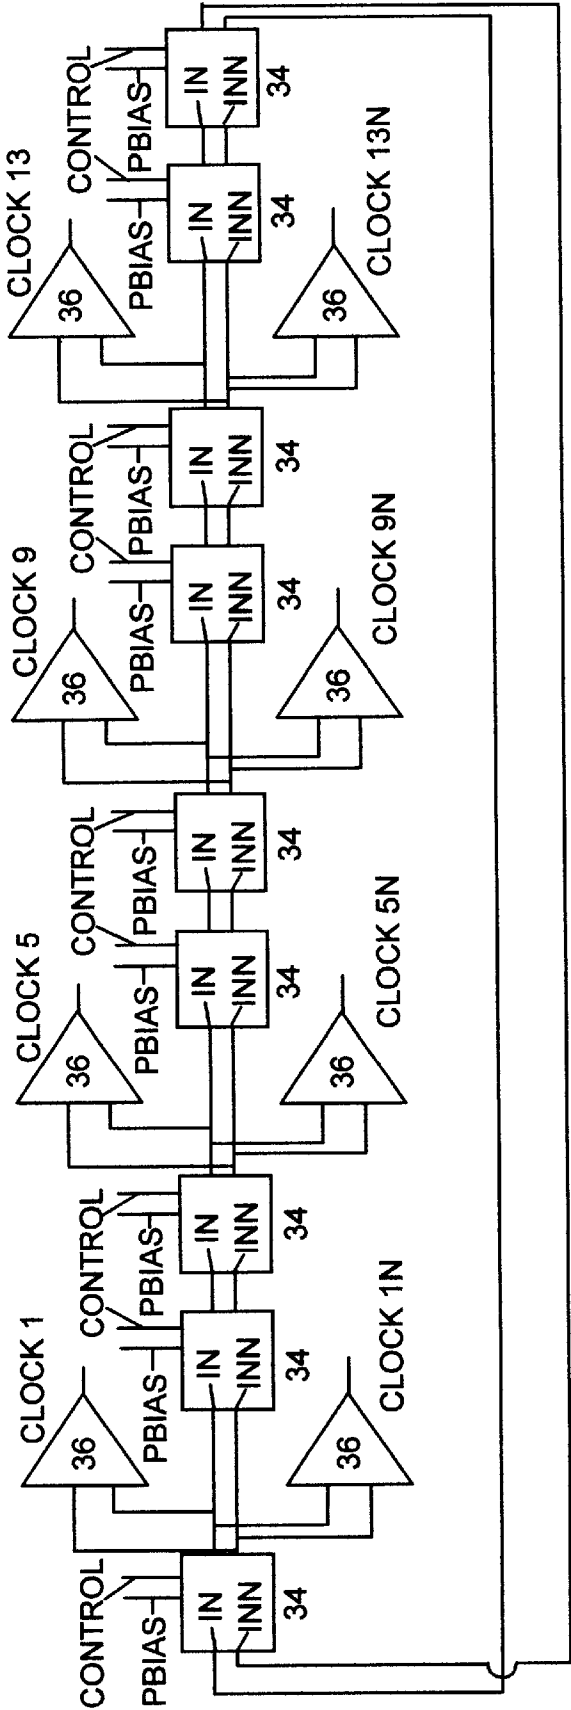 CLOCK 1
CLOCK 5
CLOCK 9
CLOCK 13
36
36
36
36
CONTROL
CONTROL
CONTROL
CONTROL
CONTROL
CONTROL
CONTROL
CONTROL
CONTROL
PBIAS
PBIAS
PBIAS
PBIAS
PBIAS
PBIAS
PBIAS
PBIAS
PBIAS
IN
IN
IN
IN
IN
IN
IN
IN
IN
INN
INN
INN
INN
INN
INN
INN
INN
INN
34
34
34
34
34
34
34
34
34
36
36
36
36
CLOCK 1N
CLOCK 5N
CLOCK 9N
CLOCK 13N